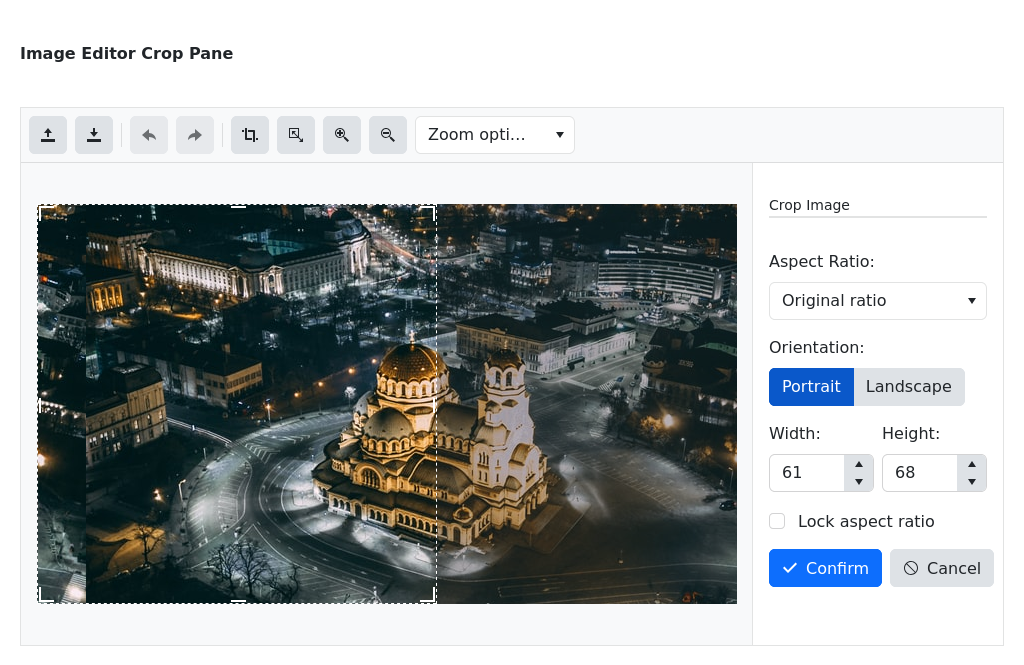 Image Editor Crop Pane
Zoom opti...
Crop Image
Aspect Ratio:
Original ratio
Orientation:
Portrait Landscape
Width: Height:
61 68
Lock aspect ratio
Confirm Cancel